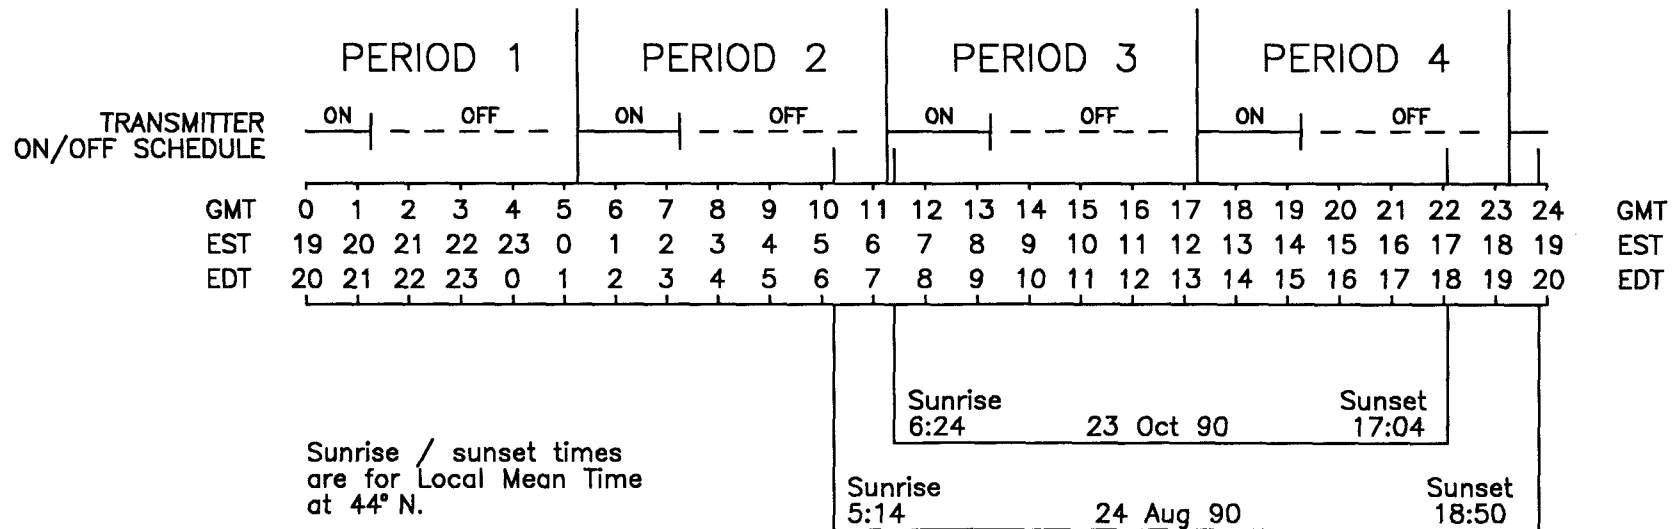 PERIOD 1 PERIOD 2 PERIOD 3 PERIOD 4
TRANSMITTER
ON/OFF SCHEDULE
ON OFF ON OFF ON OFF ON OFF
GMT 0 1 2 3 4 5 6 7 8 9 10 11 12 13 14 15 16 17 18 19 20 21 22 23 24 GMT
EST 19 20 21 22 23 0 1 2 3 4 5 6 7 8 9 10 11 12 13 14 15 16 17 18 19 EST
EDT 20 21 22 23 0 1 2 3 4 5 6 7 8 9 10 11 12 13 14 15 16 17 18 19 20 EDT
Sunrise Sunset
6:24 23 Oct 90 17:04
Sunrise / sunset times
are for Local Mean Time
at 44° N.
Sunrise Sunset
5:14 24 Aug 90 18:50